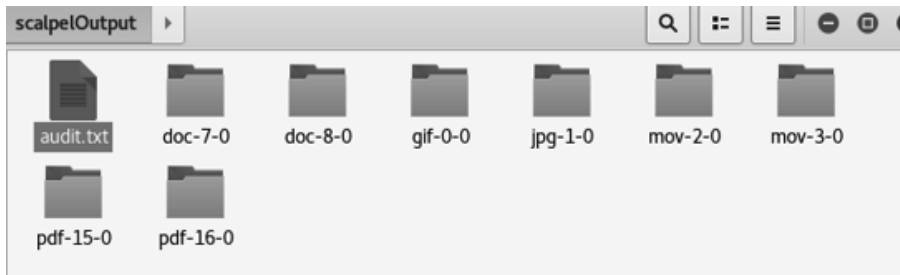 scalpelOutput
audit.txt doc-7-0 doc-8-0 gif-0-0 jpg-1-0 mov-2-0 mov-3-0
pdf-15-0 pdf-16-0